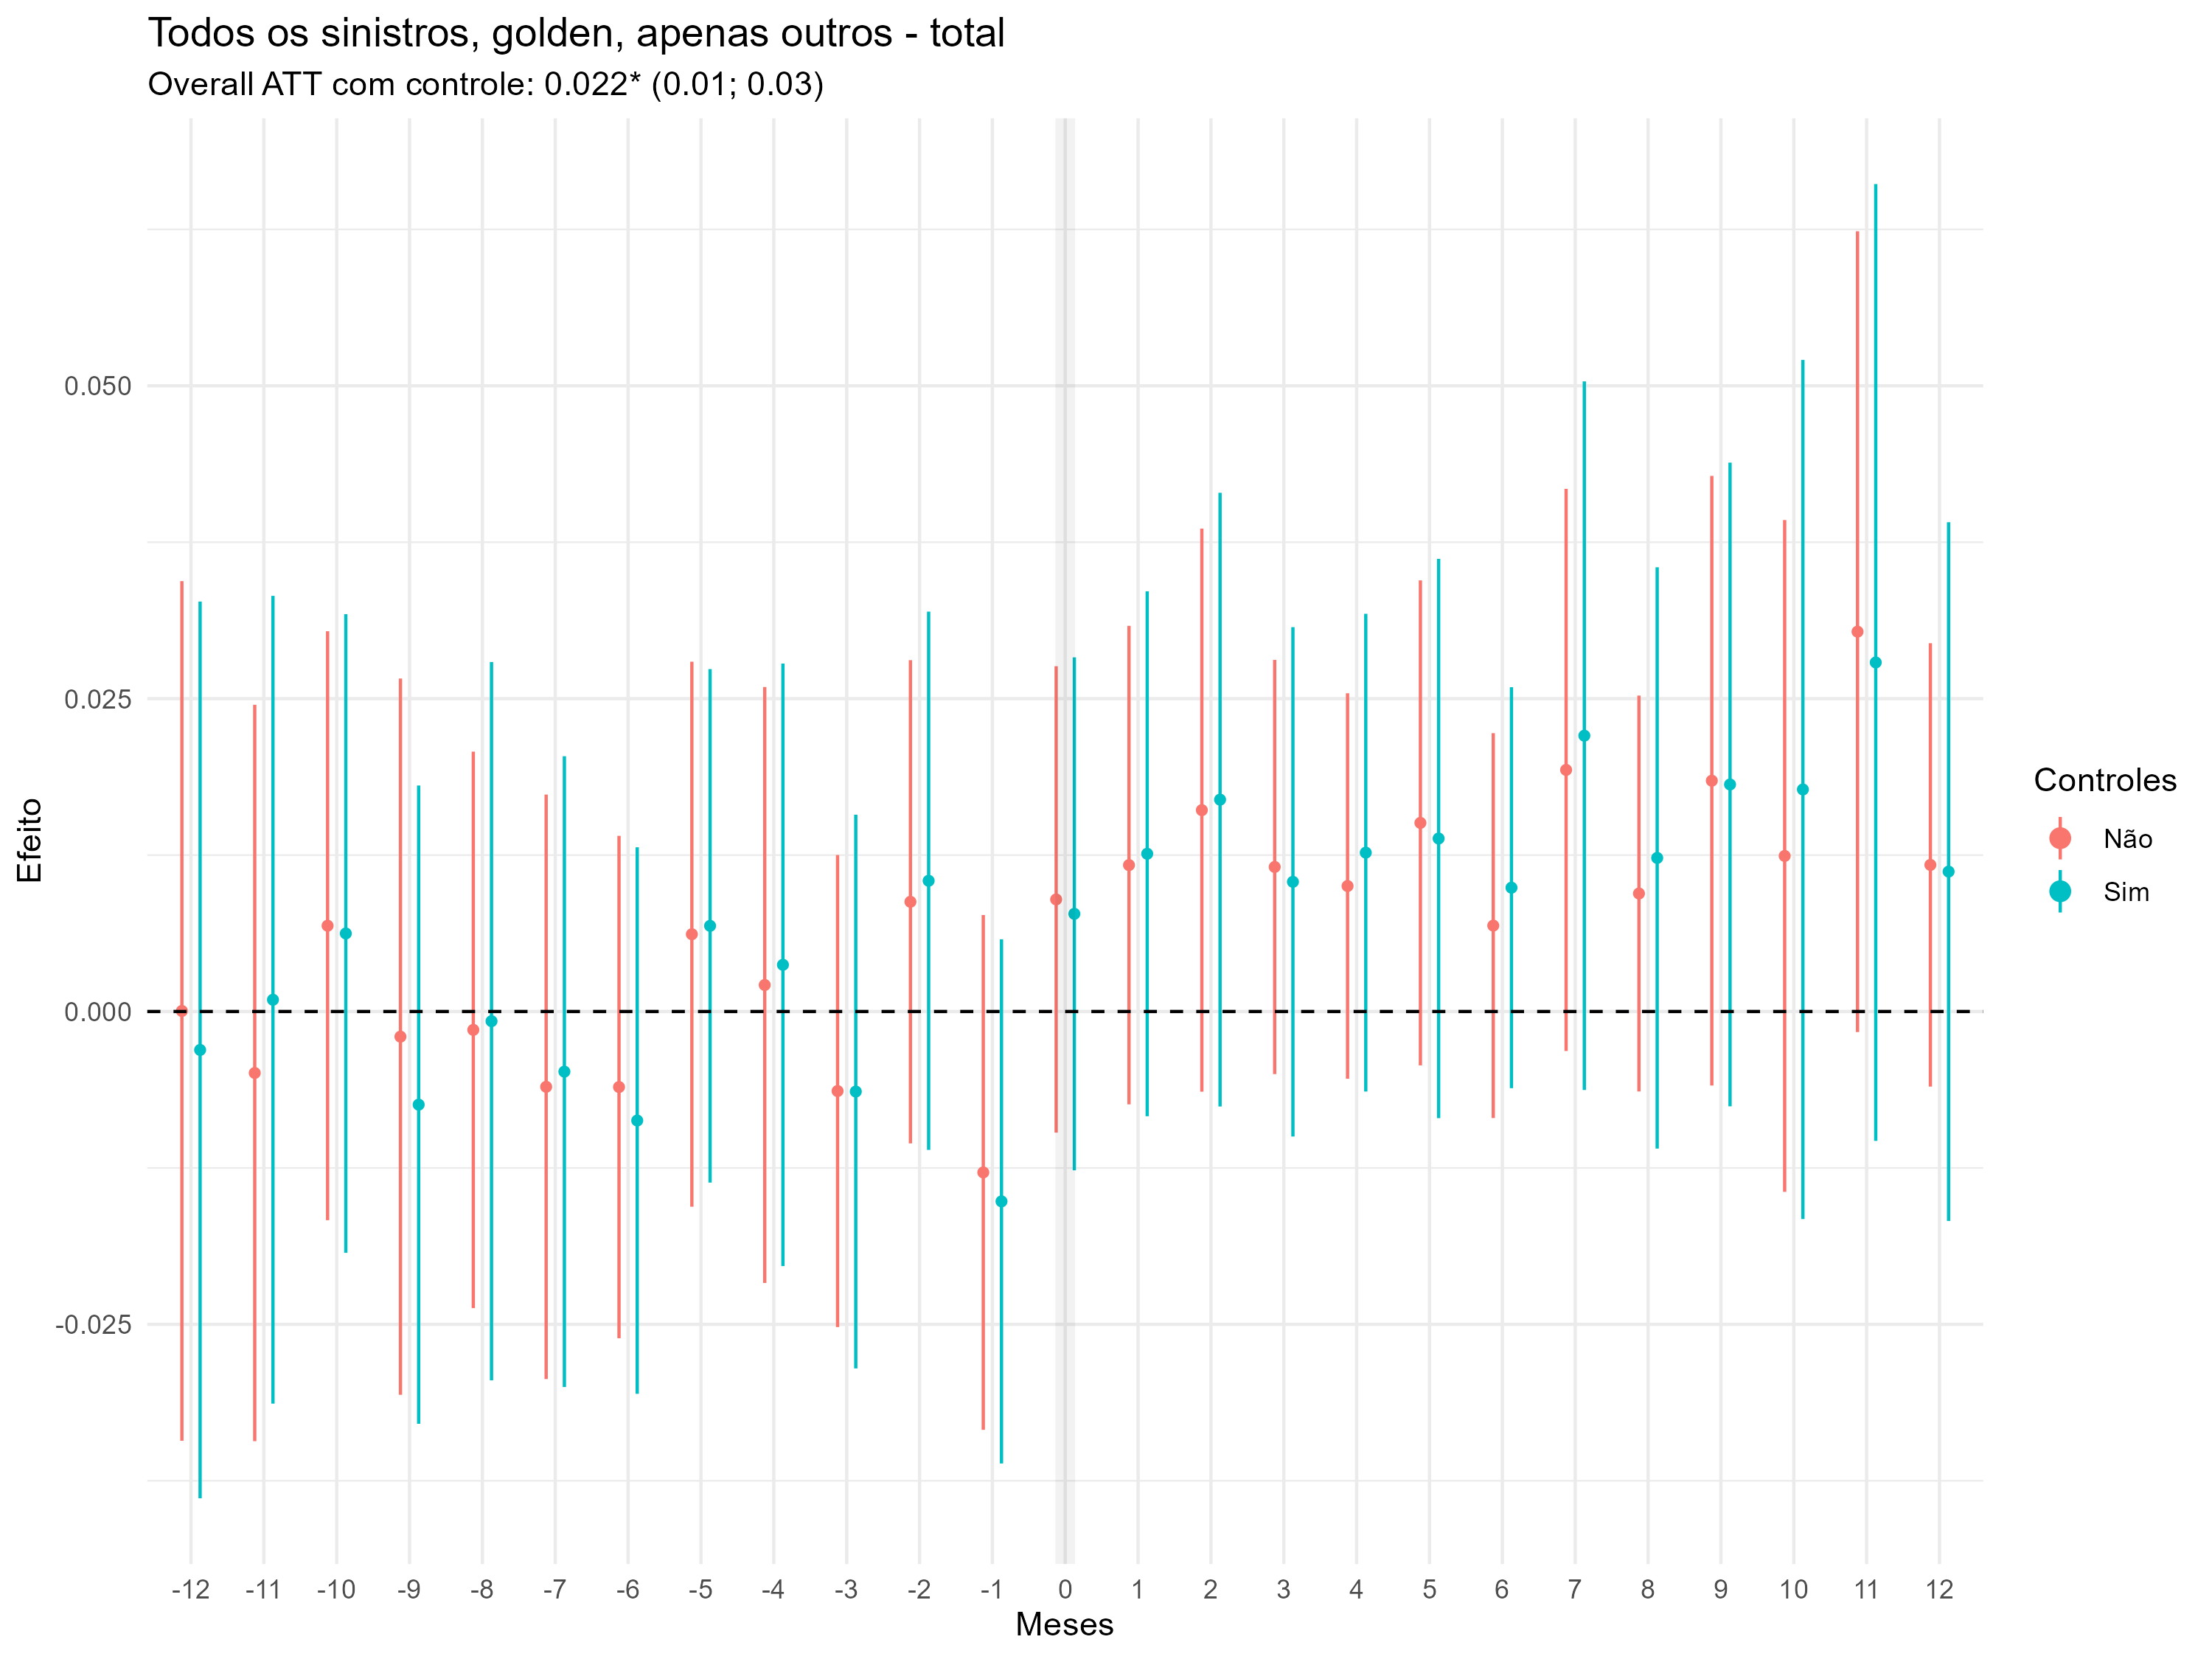 Todos os sinistros, golden, apenas outros - total
Overall ATT com controle: 0.022* (0.01; 0.03)
Efeito
0.050
0.025
0.000
-0.025
-12 -11 -10 -9 -8 -7 -6 -5 -4 -3 -2 -1 0 1 2 3 4 5 6 7 8 9 10 11 12
Meses
Controles
Não
Sim